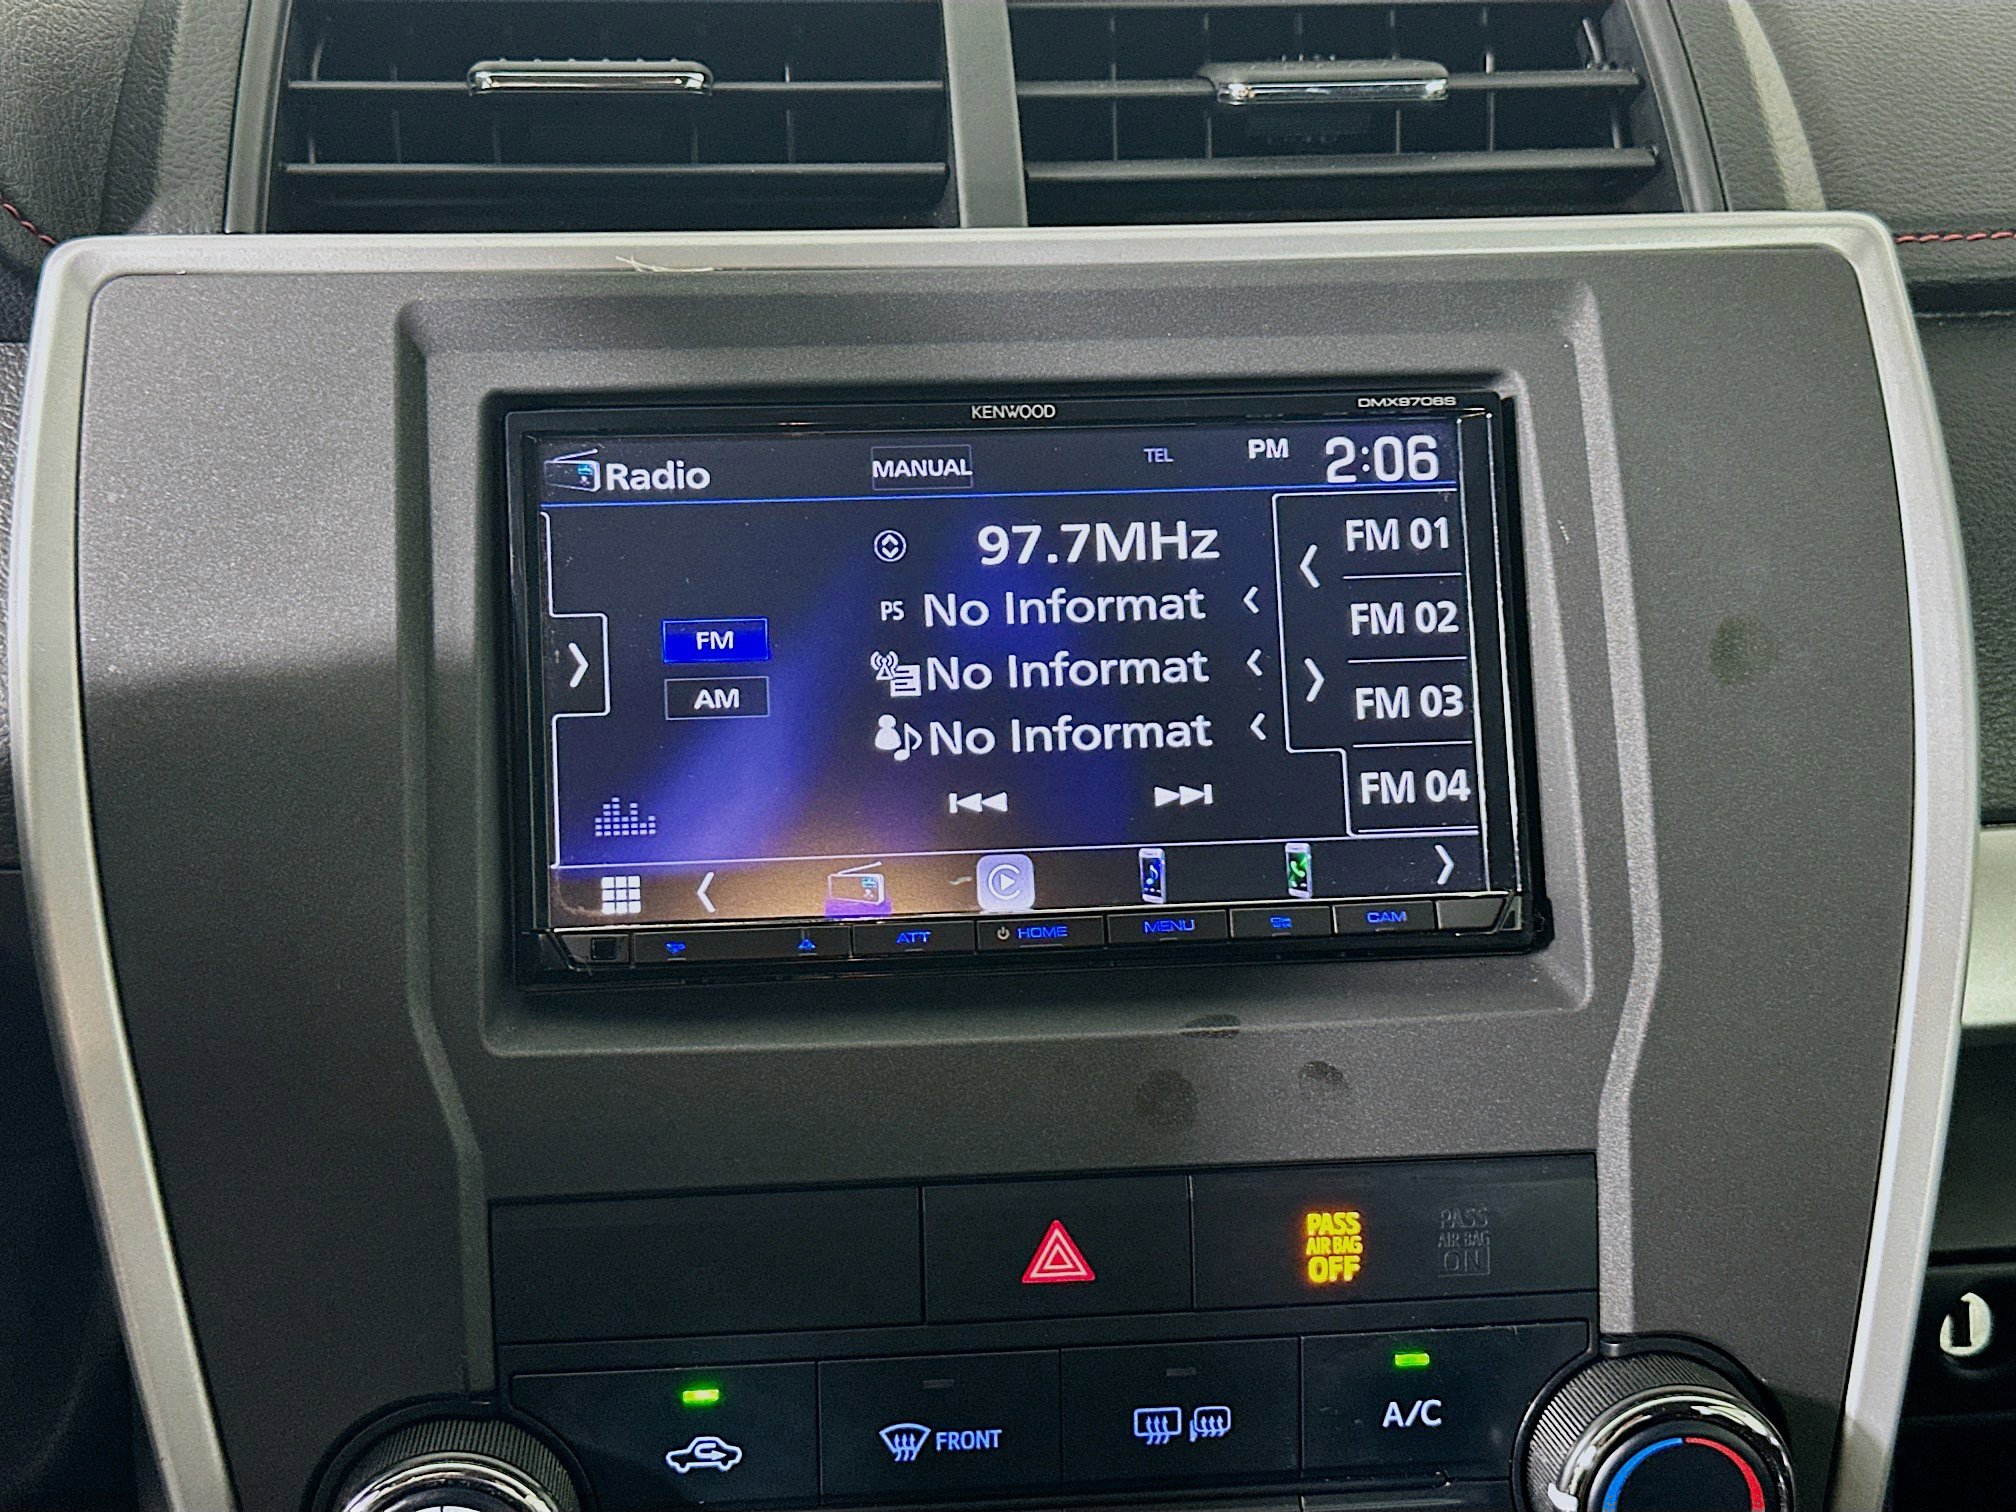 KENWOOD
DMX9706S
Radio
MANUAL
TEL
PM 2:06
97.7MHz
PS No Informat
No Informat
No Informat
FM
AM
FM 01
FM 02
FM 03
FM 04
ATT
HOME
MENU
CAM
PASS
AIR BAG
OFF
PASS
AIR BAG
ON
FRONT
A/C